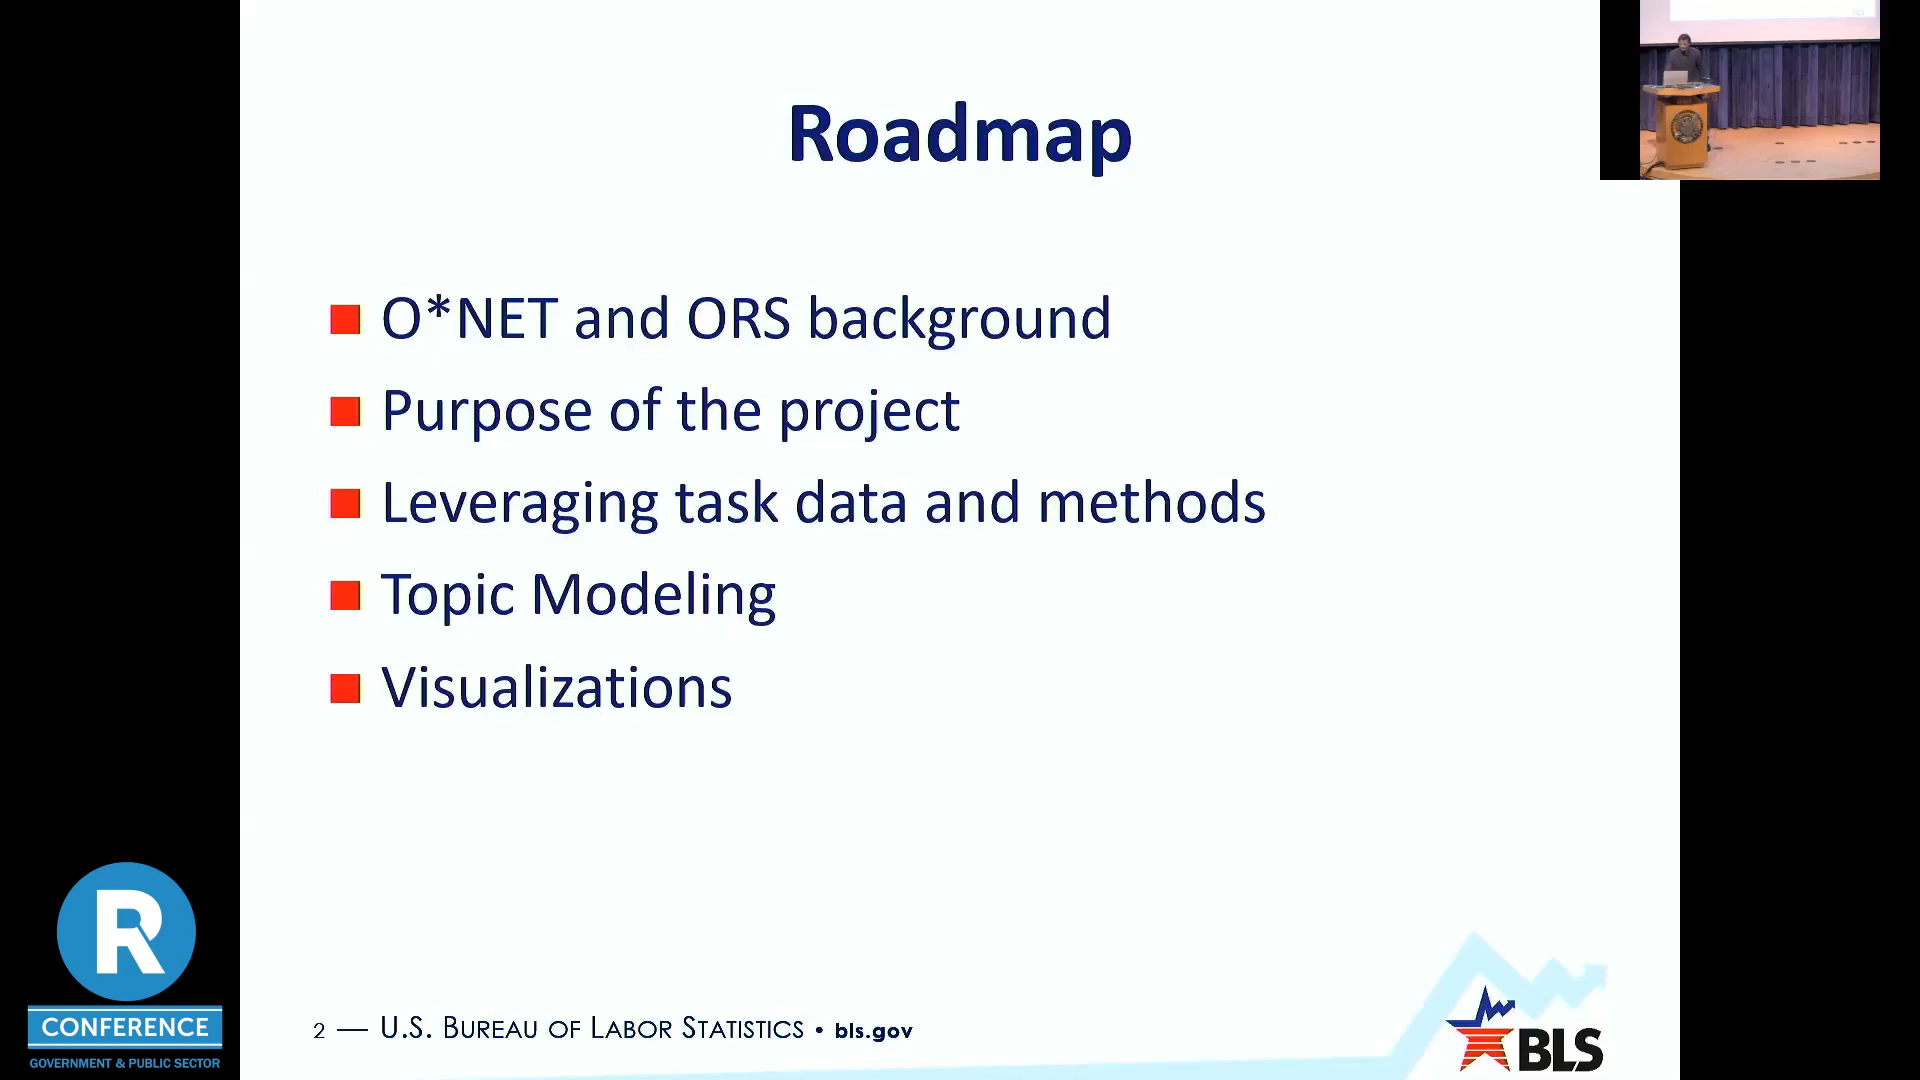 Roadmap
O*NET and ORS background
Purpose of the project
Leveraging task data and methods
Topic Modeling
Visualizations
2 — U.S. BUREAU OF LABOR STATISTICS • bls.gov
BLS
R
CONFERENCE
GOVERNMENT & PUBLIC SECTOR